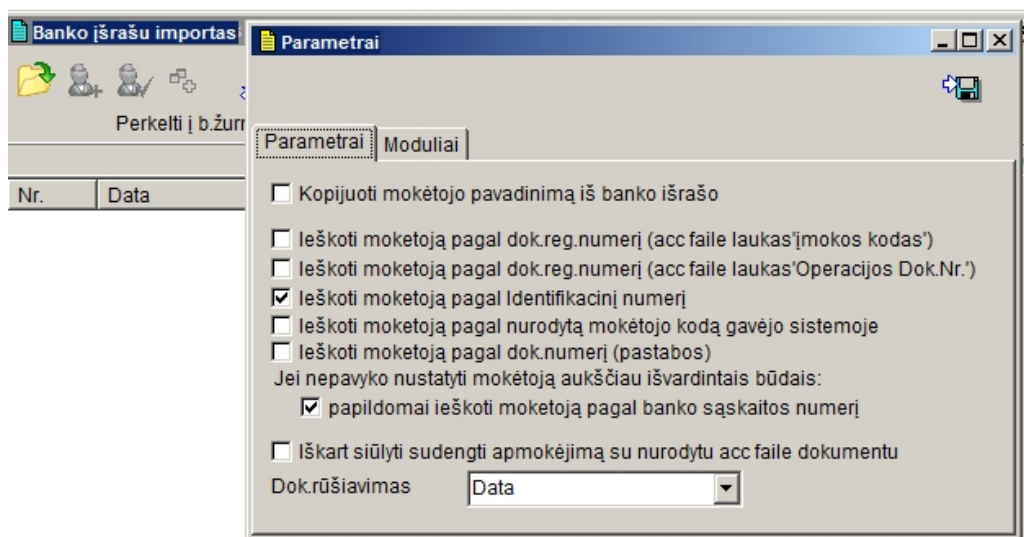 Banko įšrašu importas
Parametrai
Perkelti į b.žurr
Parametrai
Moduliai
Nr.
Data
Kopijuoti mokėtojo pavadinimą iš banko išrašo
Ieškoti moketoją pagal dok.reg.numerį (acc faile laukas'įmokos kodas')
Ieškoti moketoją pagal dok.reg.numerį (acc faile laukas'Operacijos Dok.Nr.')
Ieškoti moketoją pagal Identifikacinį numerį
Ieškoti moketoją pagal nurodytą mokėtojo kodą gavėjo sistemoje
Ieškoti moketoją pagal dok.numerį (pastabos)
Jei nepavyko nustatyti mokėtoją aukščiau išvardintais būdais:
papildomai ieškoti moketoją pagal banko sąskaitos numerį
Iškart siūlyti sudengti apmokėjimą su nurodytu acc faile dokumentu
Dok.rūšiavimas
Data